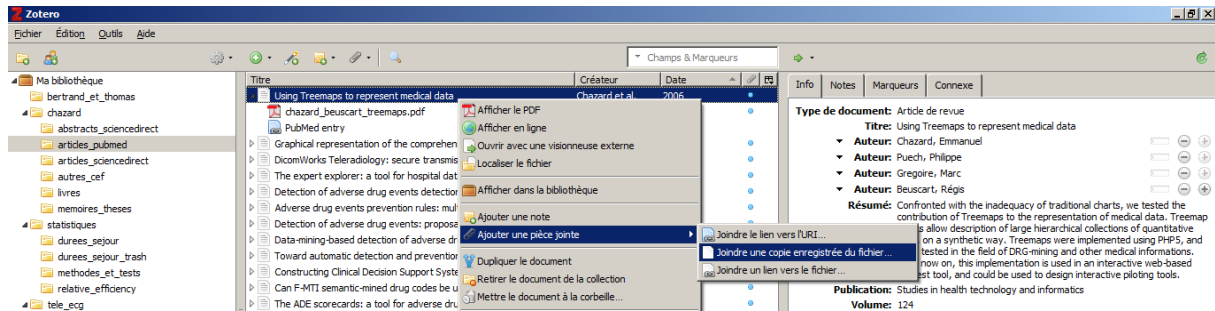 Zotero
Fichier Édition Outils Aide
Champs & Marqueurs
Ma bibliothèque
bertrand_et_thomas
chazard
abstracts_sciencedirect
articles_pubmed
articles_sciencedirect
autres_cef
livres
memoires_theses
statistiques
durees_sejour
durees_sejour_trash
methodes_et_tests
relative_efficiency
tele_ecg
Titre Créateur Date
Using Treemaps to represent medical data Chazard et al. 2006
chazard_beuscart_treemaps.pdf
PubMed entry
Graphical representation of the comprehen
DicomWorks Teleradiology: secure transmis
The expert explorer: a tool for hospital dat
Detection of adverse drug events detection
Adverse drug events prevention rules: mul
Detection of adverse drug events: proposa
Data-mining-based detection of adverse dr
Toward automatic detection and prevention
Constructing Clinical Decision Support Syste
Can F-MTI semantic-mined drug codes be u
The ADE scorecards: a tool for adverse dru
Afficher le PDF
Afficher en ligne
Ouvrir avec une visionneuse externe
Localiser le fichier
Afficher dans la bibliothèque
Ajouter une note
Ajouter une pièce jointe
Dupliquer le document
Retirer le document de la collection
Mettre le document à la corbeille...
Joindre le lien vers l'URI...
Joindre une copie enregistrée du fichier...
Joindre un lien vers le fichier...
Info Notes Marqueurs Connexe
Type de document: Article de revue
Titre: Using Treemaps to represent medical data
Auteur: Chazard, Emmanuel
Auteur: Puech, Philippe
Auteur: Gregoire, Marc
Auteur: Beuscart, Régis
Résumé: Confronted with the inadequacy of traditional charts, we tested the
contribution of Treemaps to the representation of medical data. Treemap
s allow description of large hierarchical collections of quantitative
on a synthetic way. Treemaps were implemented using PHP5, and
tested in the field of DRG-mining and other medical informations.
now on, this implementation is used in an interactive web-based
est tool, and could be used to design interactive piloting tools.
Publication: Studies in health technology and informatics
Volume: 124